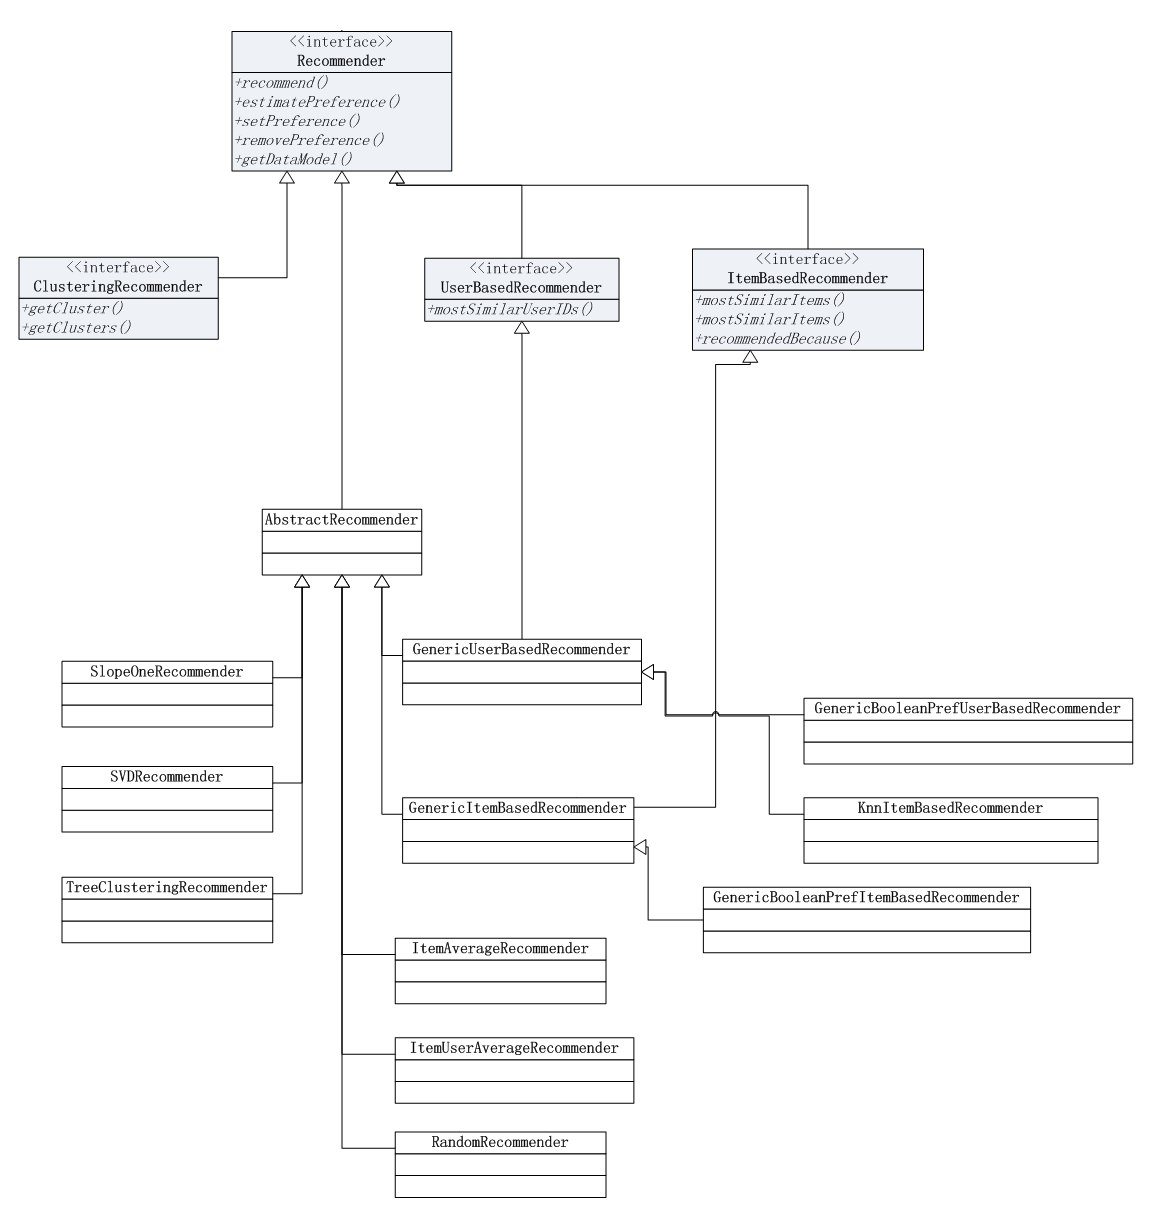 <<interface>>
Recommender
+recommend()
+estimatePreference()
+setPreference()
+removePreference()
+getDataModel()
<<interface>>
ClusteringRecommender
+getCluster()
+getClusters()
<<interface>>
UserBasedRecommender
+mostSimilarUserIDs()
<<interface>>
ItemBasedRecommender
+mostSimilarItems()
+mostSimilarItems()
+recommendedBecause()
AbstractRecommender
GenericUserBasedRecommender
SlopeOneRecommender
GenericBooleanPrefUserBasedRecommender
SVDRecommender
GenericItemBasedRecommender
KnnItemBasedRecommender
TreeClusteringRecommender
GenericBooleanPrefItemBasedRecommender
ItemAverageRecommender
ItemUserAverageRecommender
RandomRecommender